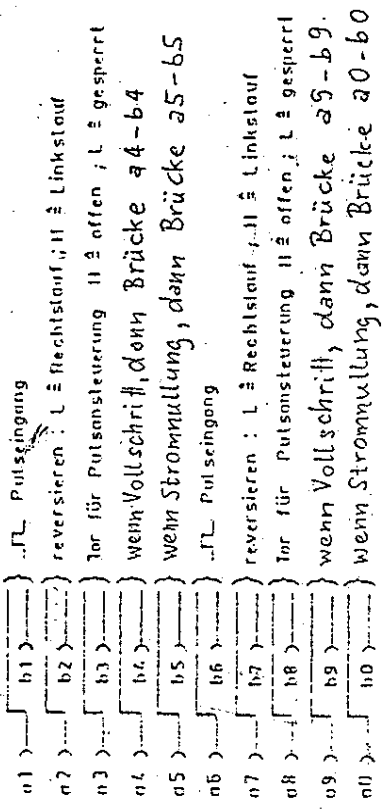 a1 b1 Pulseingang
a2 b2 reversieren : L ≙ Rechtslauf ; H ≙ Linkslauf
a3 b3 Tor für Pulsansteuerung H ≙ offen ; L ≙ gesperrt
a4 b4 wenn Vollschritt, dann Brücke a4-b4
a5 b5 wenn Stromnullung, dann Brücke a5-b5
a6 b6 Pulseingang
a7 b7 reversieren : L ≙ Rechtslauf ; H ≙ Linkslauf
a8 b8 Tor für Pulsansteuerung H ≙ offen ; L ≙ gesperrt
a9 b9 wenn Vollschritt, dann Brücke a9-b9.
a0 b0 wenn Stromnullung, dann Brücke a0-b0